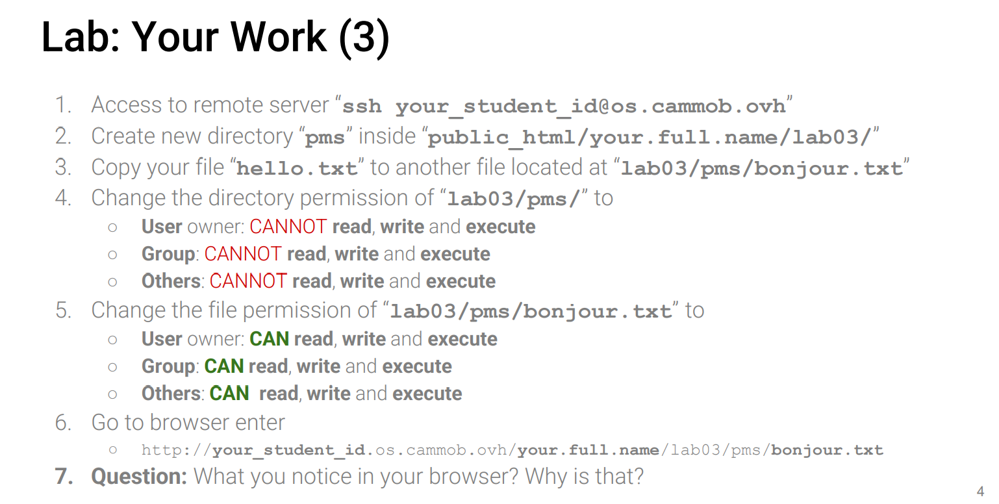 Lab: Your Work (3)
1. Access to remote server “ssh your_student_id@os.cammob.ovh”
2. Create new directory “pms” inside “public_html/your.full.name/lab03/”
3. Copy your file “hello.txt” to another file located at “lab03/pms/bonjour.txt”
4. Change the directory permission of “lab03/pms/” to
○ User owner: CANNOT read, write and execute
○ Group: CANNOT read, write and execute
○ Others: CANNOT read, write and execute
5. Change the file permission of “lab03/pms/bonjour.txt” to
○ User owner: CAN read, write and execute
○ Group: CAN read, write and execute
○ Others: CAN read, write and execute
6. Go to browser enter
○ http://your_student_id.os.cammob.ovh/your.full.name/lab03/pms/bonjour.txt
7. Question: What you notice in your browser? Why is that?
4